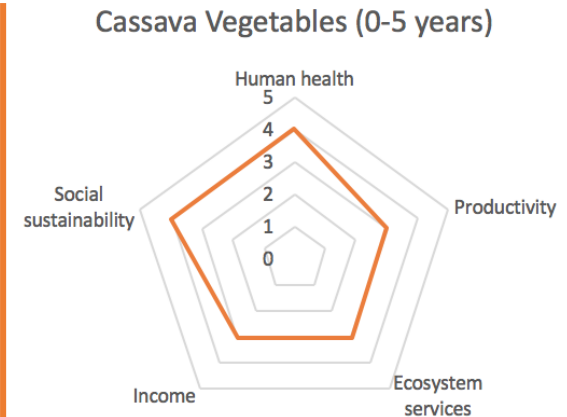 Cassava Vegetables (0-5 years)
Human health
5
4
3
2
1
0
Social
sustainability
Productivity
Income
Ecosystem
services